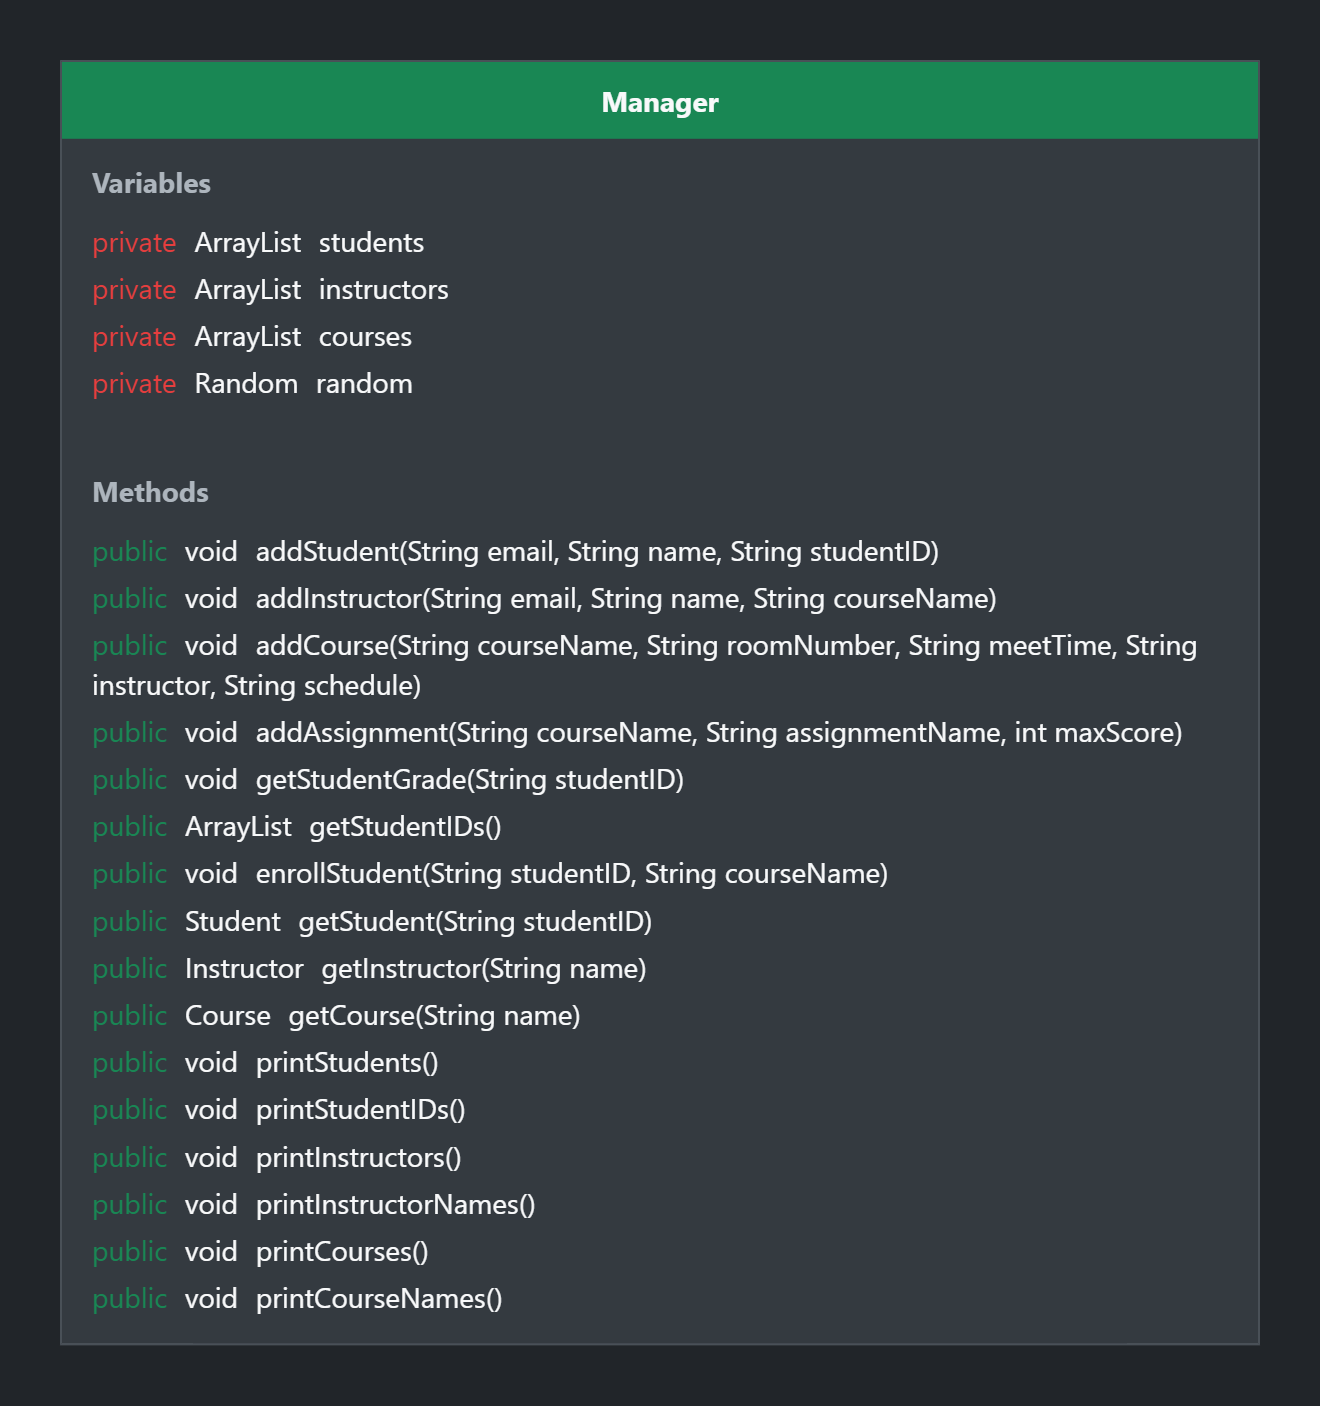 Manager
Variables
private ArrayList students
private ArrayList instructors
private ArrayList courses
private Random random
Methods
public void addStudent(String email, String name, String studentID)
public void addInstructor(String email, String name, String courseName)
public void addCourse(String courseName, String roomNumber, String meetTime, String
instructor, String schedule)
public void addAssignment(String courseName, String assignmentName, int maxScore)
public void getStudentGrade(String studentID)
public ArrayList getStudentIDs()
public void enrollStudent(String studentID, String courseName)
public Student getStudent(String studentID)
public Instructor getInstructor(String name)
public Course getCourse(String name)
public void printStudents()
public void printStudentIDs()
public void printInstructors()
public void printInstructorNames()
public void printCourses()
public void printCourseNames()